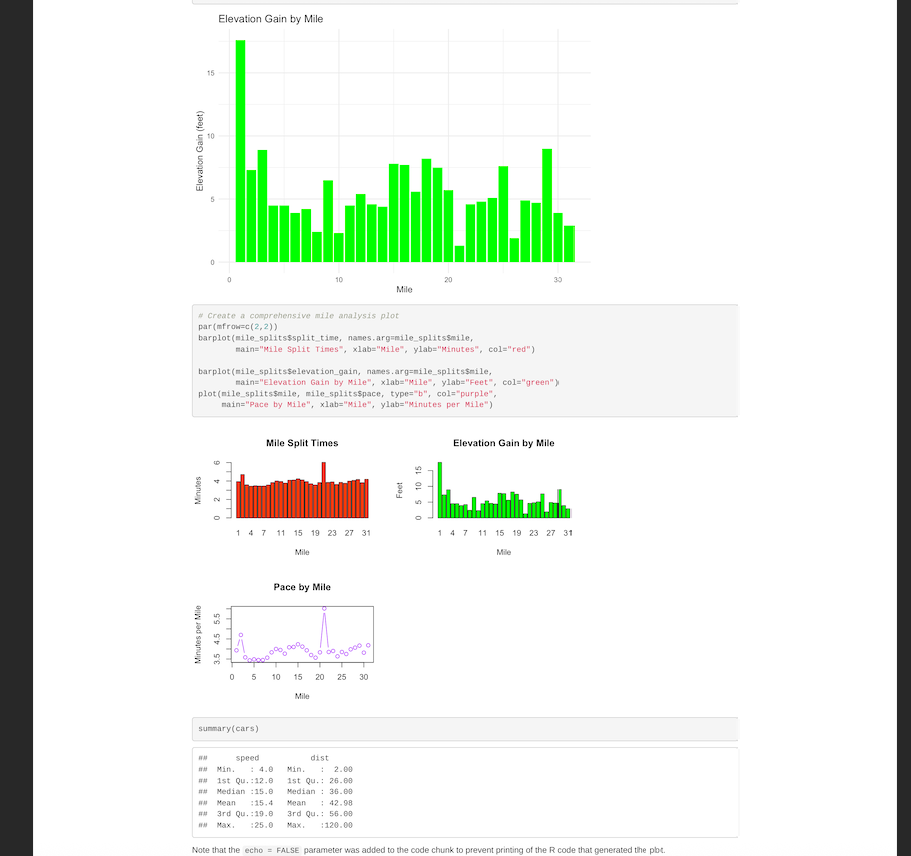 Elevation Gain by Mile
Elevation Gain (feet)
15
10
5
0
0 10 20 30
Mile
# Create a comprehensive mile analysis plot
par(mfrow=c(2,2))
barplot(mile_splits$split_time, names.arg=mile_splits$mile,
main="Mile Split Times", xlab="Mile", ylab="Minutes", col="red")
barplot(mile_splits$elevation_gain, names.arg=mile_splits$mile,
main="Elevation Gain by Mile", xlab="Mile", ylab="Feet", col="green")
plot(mile_splits$mile, mile_splits$pace, type="b", col="purple",
main="Pace by Mile", xlab="Mile", ylab="Minutes per Mile")
Mile Split Times
Minutes
6
4
2
0
1 4 7 11 15 19 23 27 31
Mile
Elevation Gain by Mile
Feet
15
10
5
0
1 4 7 11 15 19 23 27 31
Mile
Pace by Mile
Minutes per Mile
5.5
4.5
3.5
0 5 10 15 20 25 30
Mile
summary(cars)
## speed dist
## Min. : 4.0 Min. : 2.00
## 1st Qu.:12.0 1st Qu.: 26.00
## Median :15.0 Median : 36.00
## Mean :15.4 Mean : 42.98
## 3rd Qu.:19.0 3rd Qu.: 56.00
## Max. :25.0 Max. :120.00
Note that the echo = FALSE parameter was added to the code chunk to prevent printing of the R code that generated the plot.